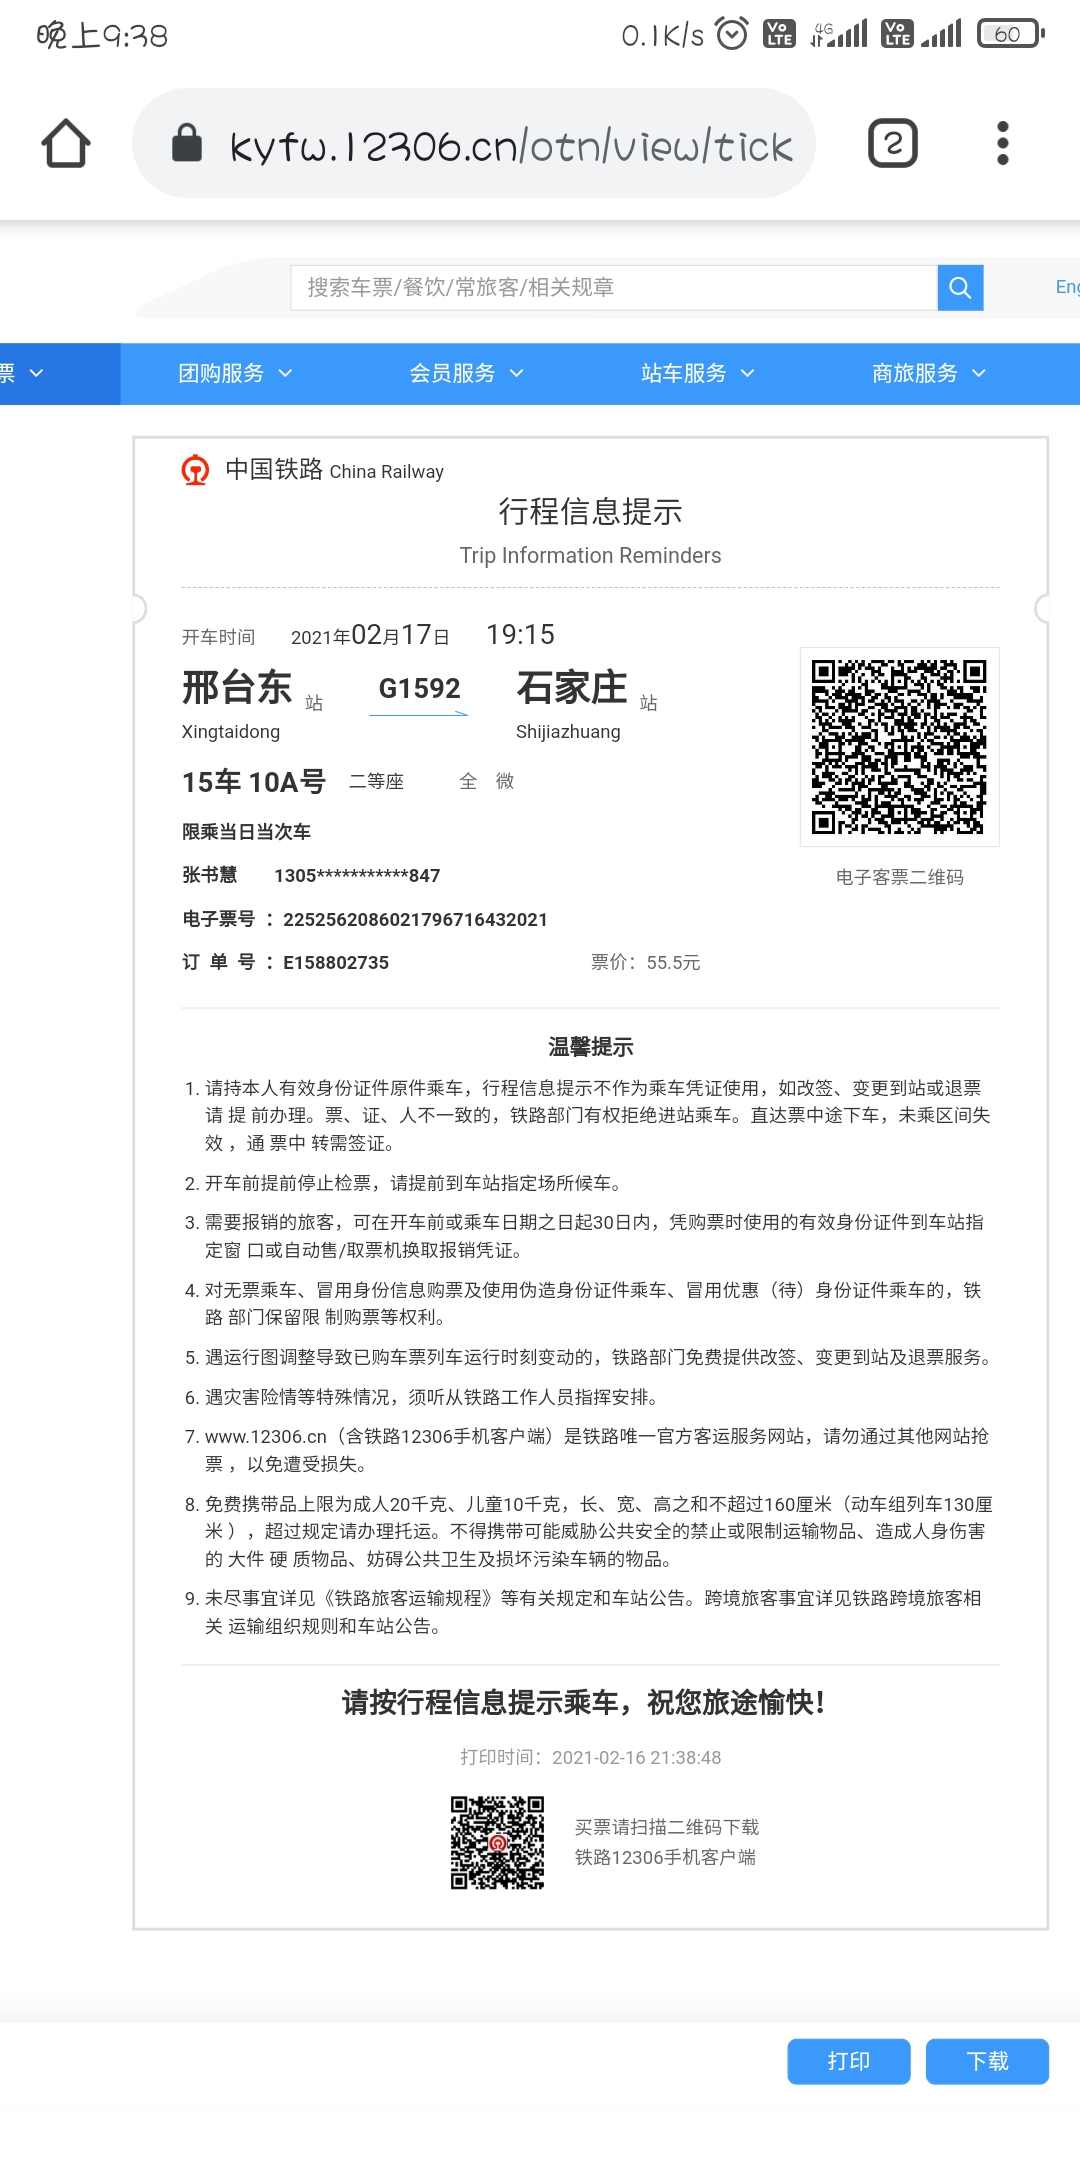 晚上9:38 0.1K/s 4G 60
kyfw.12306.cn/otn/view/tick 2
搜索车票/餐饮/常旅客/相关规章 Eng
票 团购服务 会员服务 站车服务 商旅服务
中国铁路 China Railway
行程信息提示
Trip Information Reminders
开车时间 2021年02月17日 19:15
邢台东 站 G1592 石家庄 站
Xingtaidong Shijiazhuang
15车 10A号 二等座 全 微
限乘当日当次车
张书慧 1305***********847
电子客票二维码
电子票号 ： 2252562086021796716432021
订 单 号 ： E158802735 票价：55.5元
温馨提示
1. 请持本人有效身份证件原件乘车，行程信息提示不作为乘车凭证使用，如改签、变更到站或退票
请 提 前办理。票、证、人不一致的，铁路部门有权拒绝进站乘车。直达票中途下车，未乘区间失
效 ，通 票中 转需签证。
2. 开车前提前停止检票，请提前到车站指定场所候车。
3. 需要报销的旅客，可在开车前或乘车日期之日起30日内，凭购票时使用的有效身份证件到车站指
定窗 口或自动售/取票机换取报销凭证。
4. 对无票乘车、冒用身份信息购票及使用伪造身份证件乘车、冒用优惠（待）身份证件乘车的，铁
路 部门保留限 制购票等权利。
5. 遇运行图调整导致已购车票列车运行时刻变动的，铁路部门免费提供改签、变更到站及退票服务。
6. 遇灾害险情等特殊情况，须听从铁路工作人员指挥安排。
7. www.12306.cn（含铁路12306手机客户端）是铁路唯一官方客运服务网站，请勿通过其他网站抢
票 ，以免遭受损失。
8. 免费携带品上限为成人20千克、儿童10千克，长、宽、高之和不超过160厘米（动车组列车130厘
米 ），超过规定请办理托运。不得携带可能威胁公共安全的禁止或限制运输物品、造成人身伤害
的 大件 硬 质物品、妨碍公共卫生及损坏污染车辆的物品。
9. 未尽事宜详见《铁路旅客运输规程》等有关规定和车站公告。跨境旅客事宜详见铁路跨境旅客相
关 运输组织规则和车站公告。
请按行程信息提示乘车，祝您旅途愉快！
打印时间：2021-02-16 21:38:48
买票请扫描二维码下载
铁路12306手机客户端
打印 下载